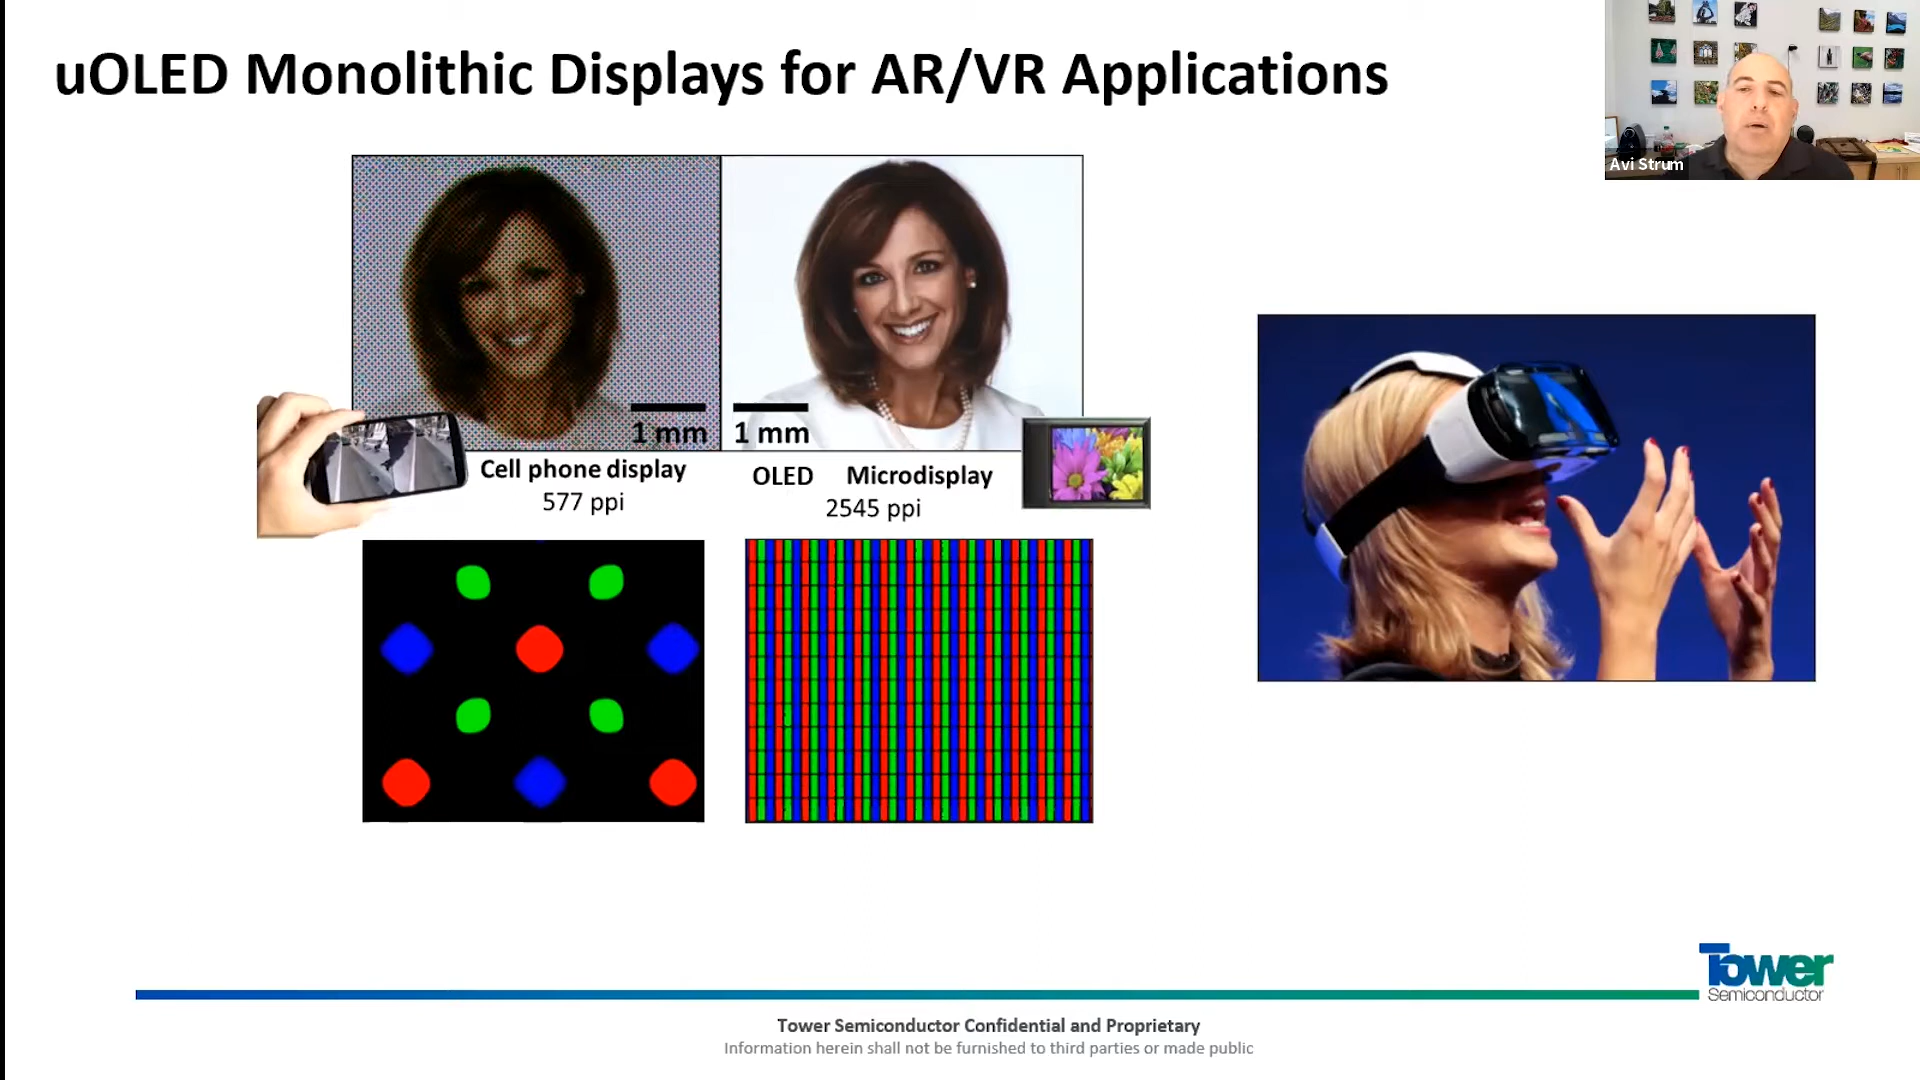 uOLED Monolithic Displays for AR/VR Applications
Avi Strum
1 mm
1 mm
Cell phone display
577 ppi
OLED Microdisplay
2545 ppi
Tower
Semiconductor
Tower Semiconductor Confidential and Proprietary
Information herein shall not be furnished to third parties or made public